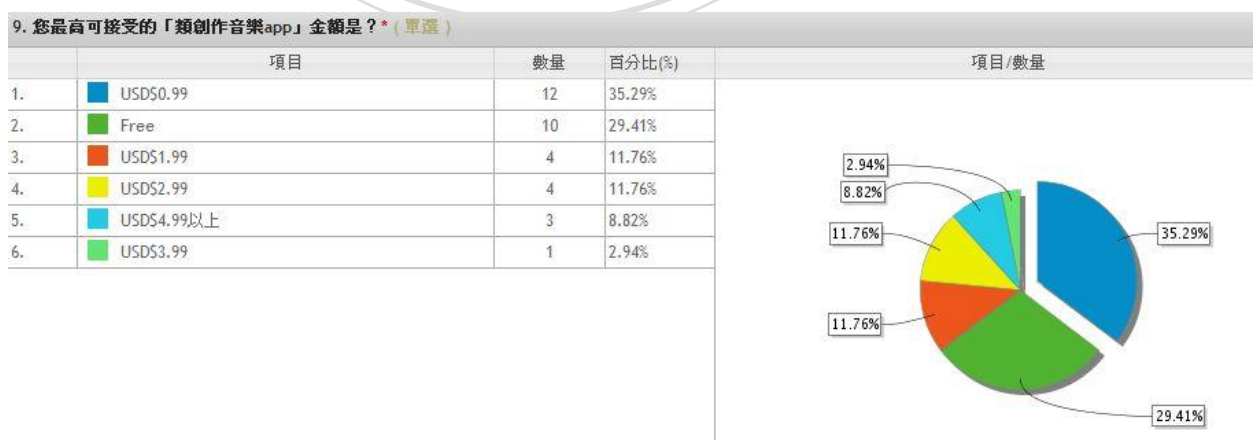 9. 您最高可接受的「類創作音樂app」金額是？*（單選）
項目 數量 百分比(%) 項目/數量
1. USD$0.99 12 35.29%
2. Free 10 29.41%
3. USD$1.99 4 11.76%
4. USD$2.99 4 11.76%
5. USD$4.99以上 3 8.82%
6. USD$3.99 1 2.94%
2.94%
8.82%
11.76%
35.29%
11.76%
29.41%